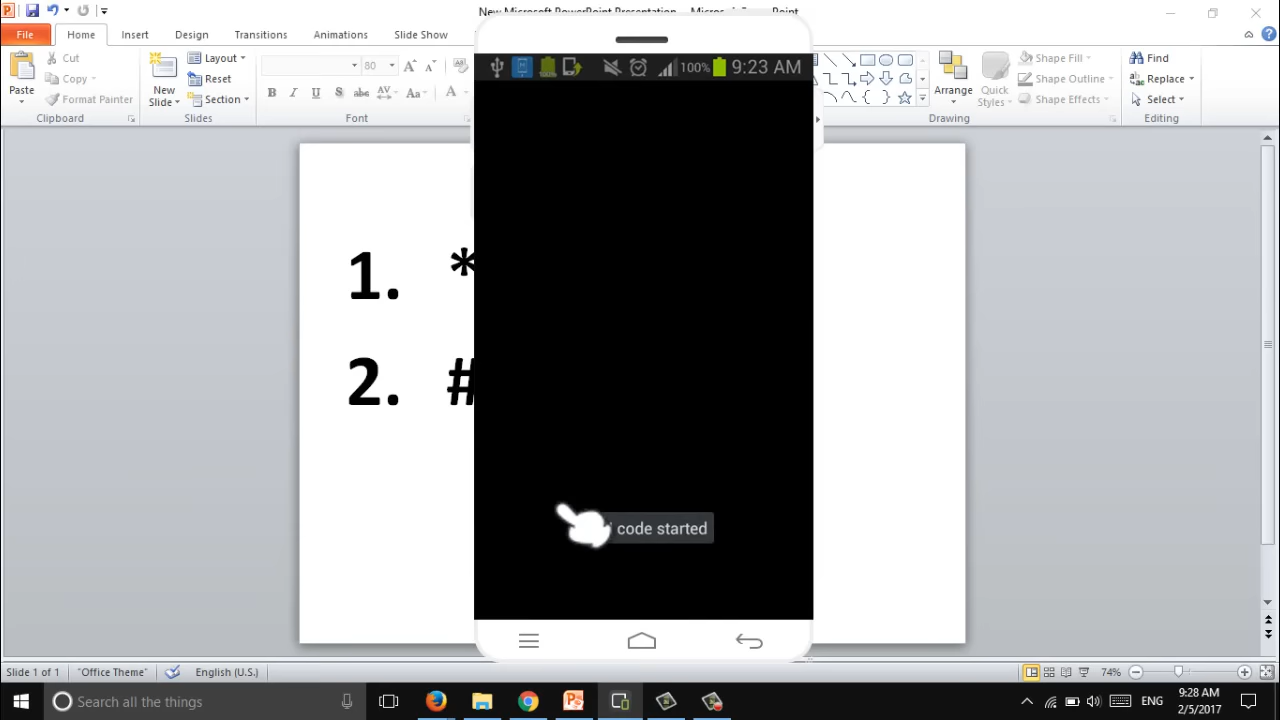 New Microsoft PowerPoint Presentation
Point
File
Home
Insert
Design
Transitions
Animations
Slide Show
Paste
Cut
Copy
Format Painter
Clipboard
New
Slide
Layout
Reset
Section
Slides
80
Font
Arrange
Quick
Styles
Shape Fill
Shape Outline
Shape Effects
Drawing
Find
Replace
Select
Editing
100%
9:23 AM
1. *
2. #
code started
Slide 1 of 1
"Office Theme"
English (U.S.)
74%
Search all the things
ENG
9:28 AM
2/5/2017